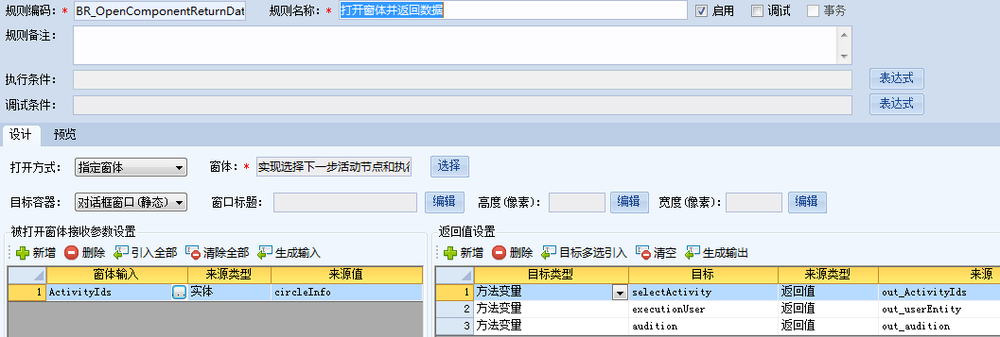 规则编码: * BR_OpenComponentReturnDat 规则名称: * 打开窗体并返回数据 启用 调试 事务
规则备注:
执行条件: 表达式
调试条件: 表达式
设计 预览
打开方式: 指定窗体 窗体: * 实现选择下一步活动节点和执行 选择
目标容器: 对话框窗口(静态) 窗口标题: 编辑 高度(像素): 编辑 宽度(像素): 编辑
被打开窗体接收参数设置 返回值设置
新增 删除 引入全部 清除全部 生成输入 新增 删除 目标多选引入 清空 生成输出
窗体输入 来源类型 来源值 目标类型 目标 来源类型 来源
1 ActivityIds .. 实体 circleInfo 1 方法变量 selectActivity 返回值 out_ActivityIds
2 方法变量 executionUser 返回值 out_userEntity
3 方法变量 audition 返回值 out_audition